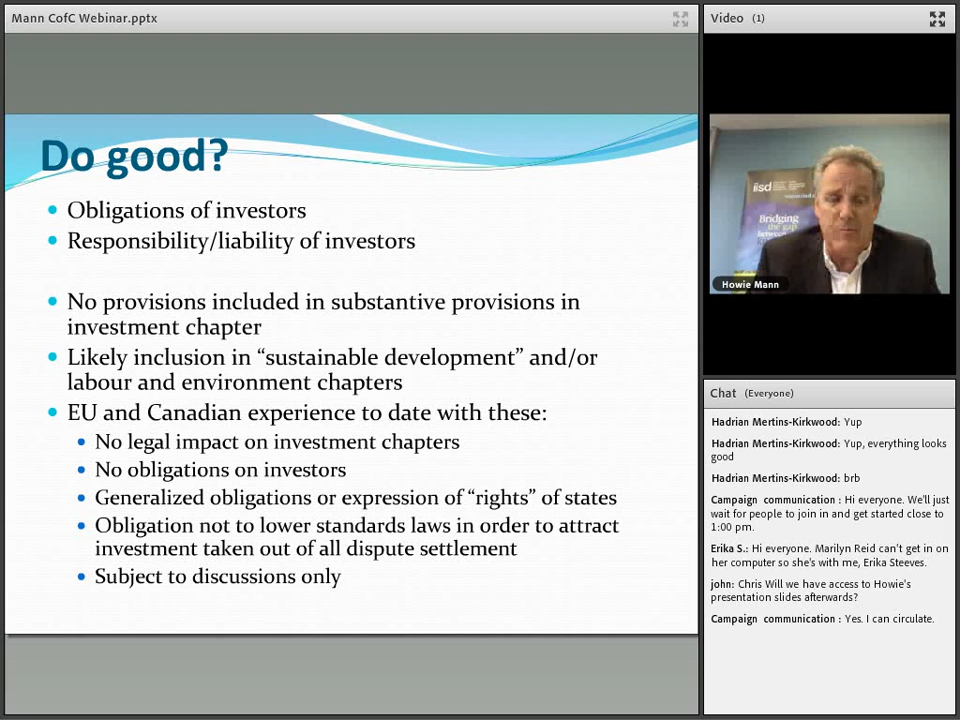 Mann CofC Webinar.pptx
Do good?
Obligations of investors
Responsibility/liability of investors
No provisions included in substantive provisions in
investment chapter
Likely inclusion in “sustainable development” and/or
labour and environment chapters
EU and Canadian experience to date with these:
No legal impact on investment chapters
No obligations on investors
Generalized obligations or expression of “rights” of states
Obligation not to lower standards laws in order to attract
investment taken out of all dispute settlement
Subject to discussions only
Video (1)
iisd
Bridging
the gap
between
Howie Mann
Chat (Everyone)
Hadrian Mertins-Kirkwood: Yup
Hadrian Mertins-Kirkwood: Yup, everything looks
good
Hadrian Mertins-Kirkwood: brb
Campaign communication : Hi everyone. We'll just
wait for people to join in and get started close to
1:00 pm.
Erika S.: Hi everyone. Marilyn Reid can't get in on
her computer so she's with me, Erika Steeves.
john: Chris Will we have access to Howie's
presentation slides afterwards?
Campaign communication : Yes. I can circulate.